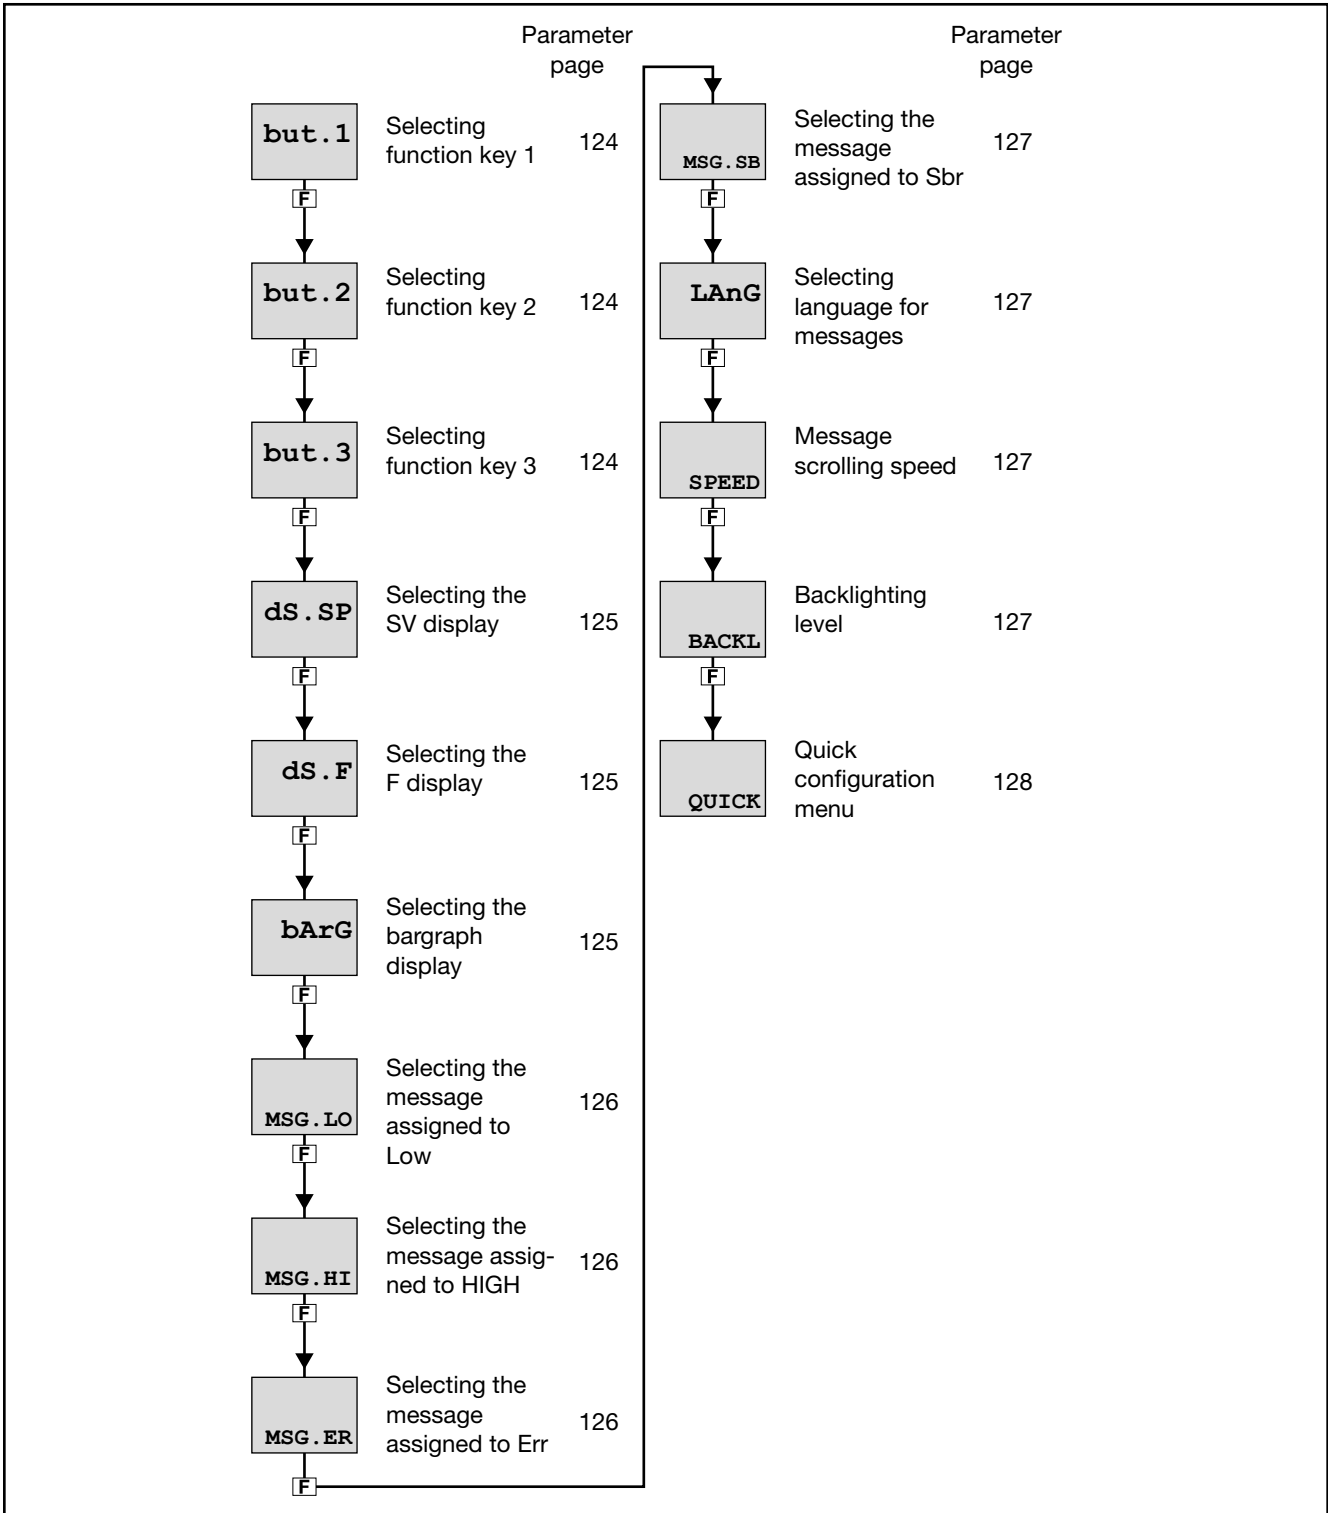 Parameter
page
but.1
Selecting
function key 1
124
F
but.2
Selecting
function key 2
124
F
but.3
Selecting
function key 3
124
F
dS.SP
Selecting the
SV display
125
F
dS.F
Selecting the
F display
125
F
bArG
Selecting the
bargraph
display
125
F
MSG.LO
Selecting the
message
assigned to
Low
126
F
MSG.HI
Selecting the
message assig-
ned to HIGH
126
F
MSG.ER
Selecting the
message
assigned to Err
126
F
Parameter
page
MSG.SB
Selecting the
message
assigned to Sbr
127
F
LAnG
Selecting
language for
messages
127
F
SPEED
Message
scrolling speed
127
F
BACKL
Backlighting
level
127
F
QUICK
Quick
configuration
menu
128